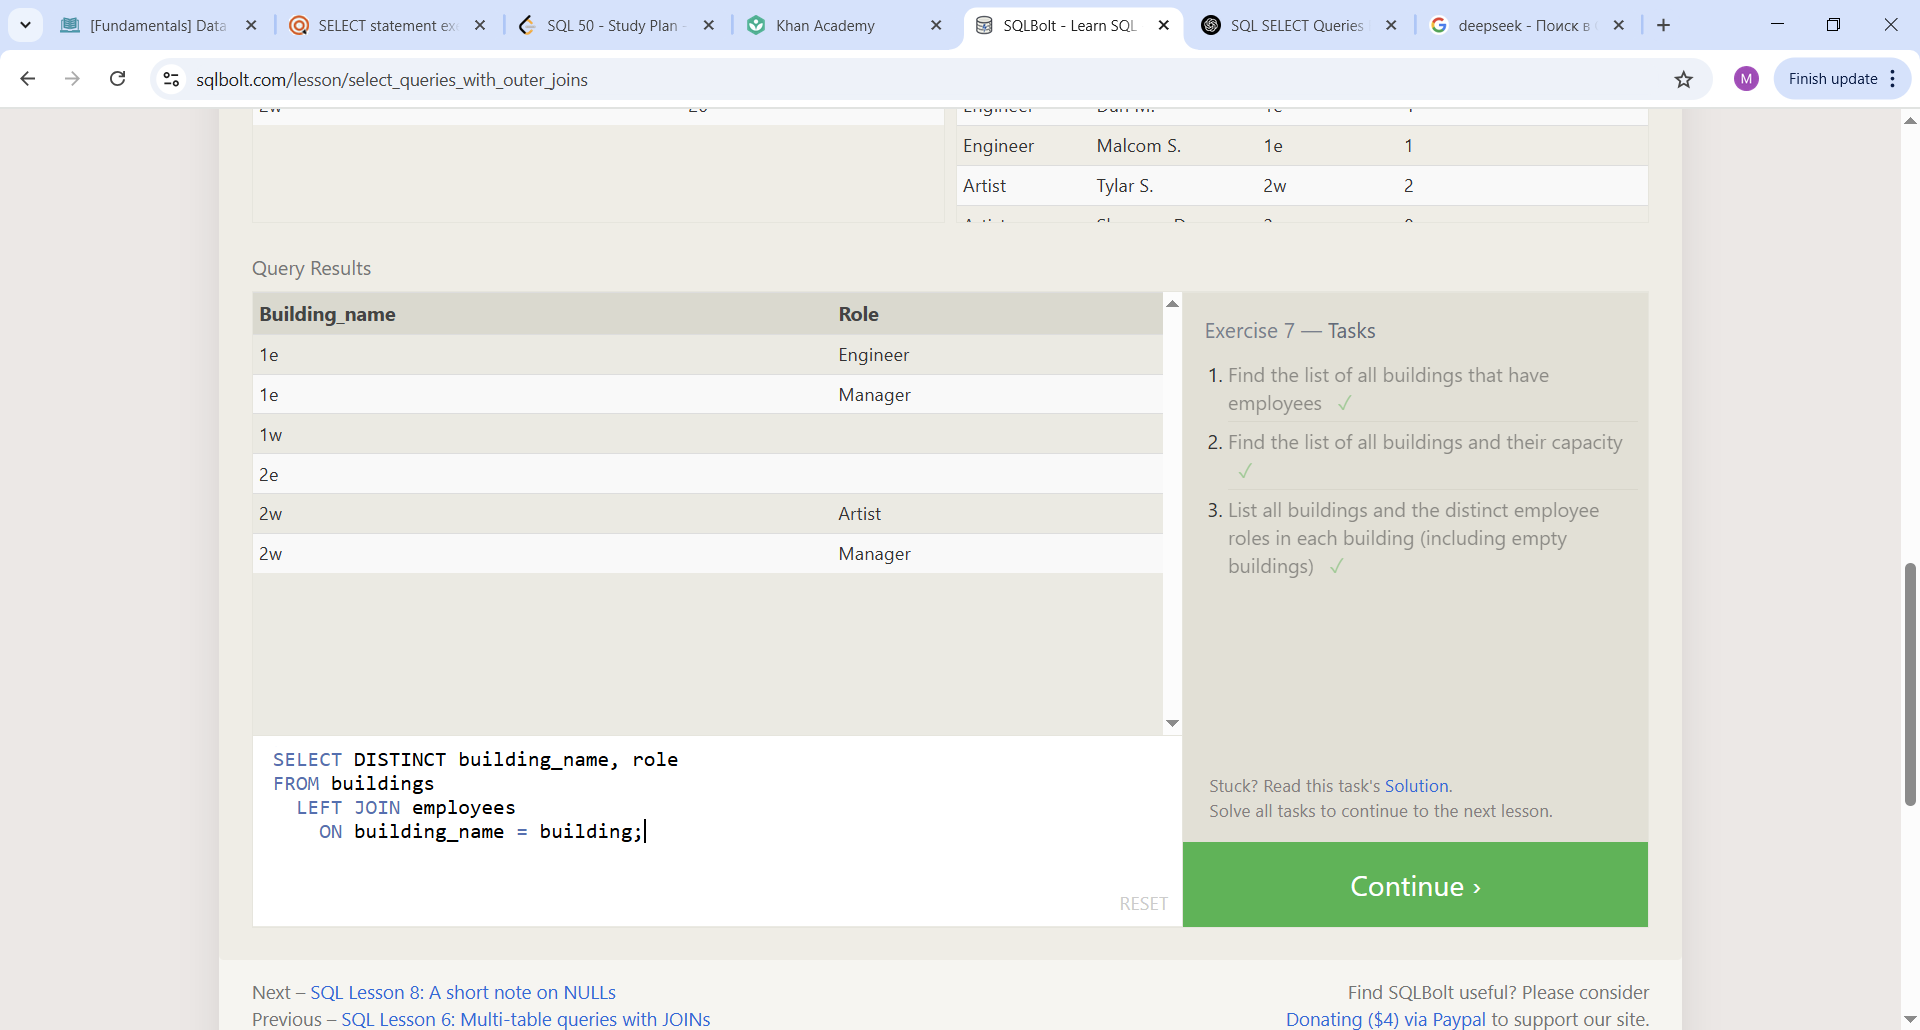 [Fundamentals] Data
SELECT statement exe
SQL 50 - Study Plan -
Khan Academy
SQLBolt - Learn SQL
SQL SELECT Queries
deepseek - Поиск в
sqlbolt.com/lesson/select_queries_with_outer_joins
M
Finish update
Engineer Malcom S. 1e 1
Artist Tylar S. 2w 2
Query Results
Building_name Role
1e Engineer
1e Manager
1w
2e
2w Artist
2w Manager
SELECT DISTINCT building_name, role
FROM buildings
LEFT JOIN employees
ON building_name = building;
RESET
Exercise 7 — Tasks
1. Find the list of all buildings that have
employees ✓
2. Find the list of all buildings and their capacity
✓
3. List all buildings and the distinct employee
roles in each building (including empty
buildings) ✓
Stuck? Read this task's Solution.
Solve all tasks to continue to the next lesson.
Continue ›
Next – SQL Lesson 8: A short note on NULLs
Previous – SQL Lesson 6: Multi-table queries with JOINs
Find SQLBolt useful? Please consider
Donating ($4) via Paypal to support our site.